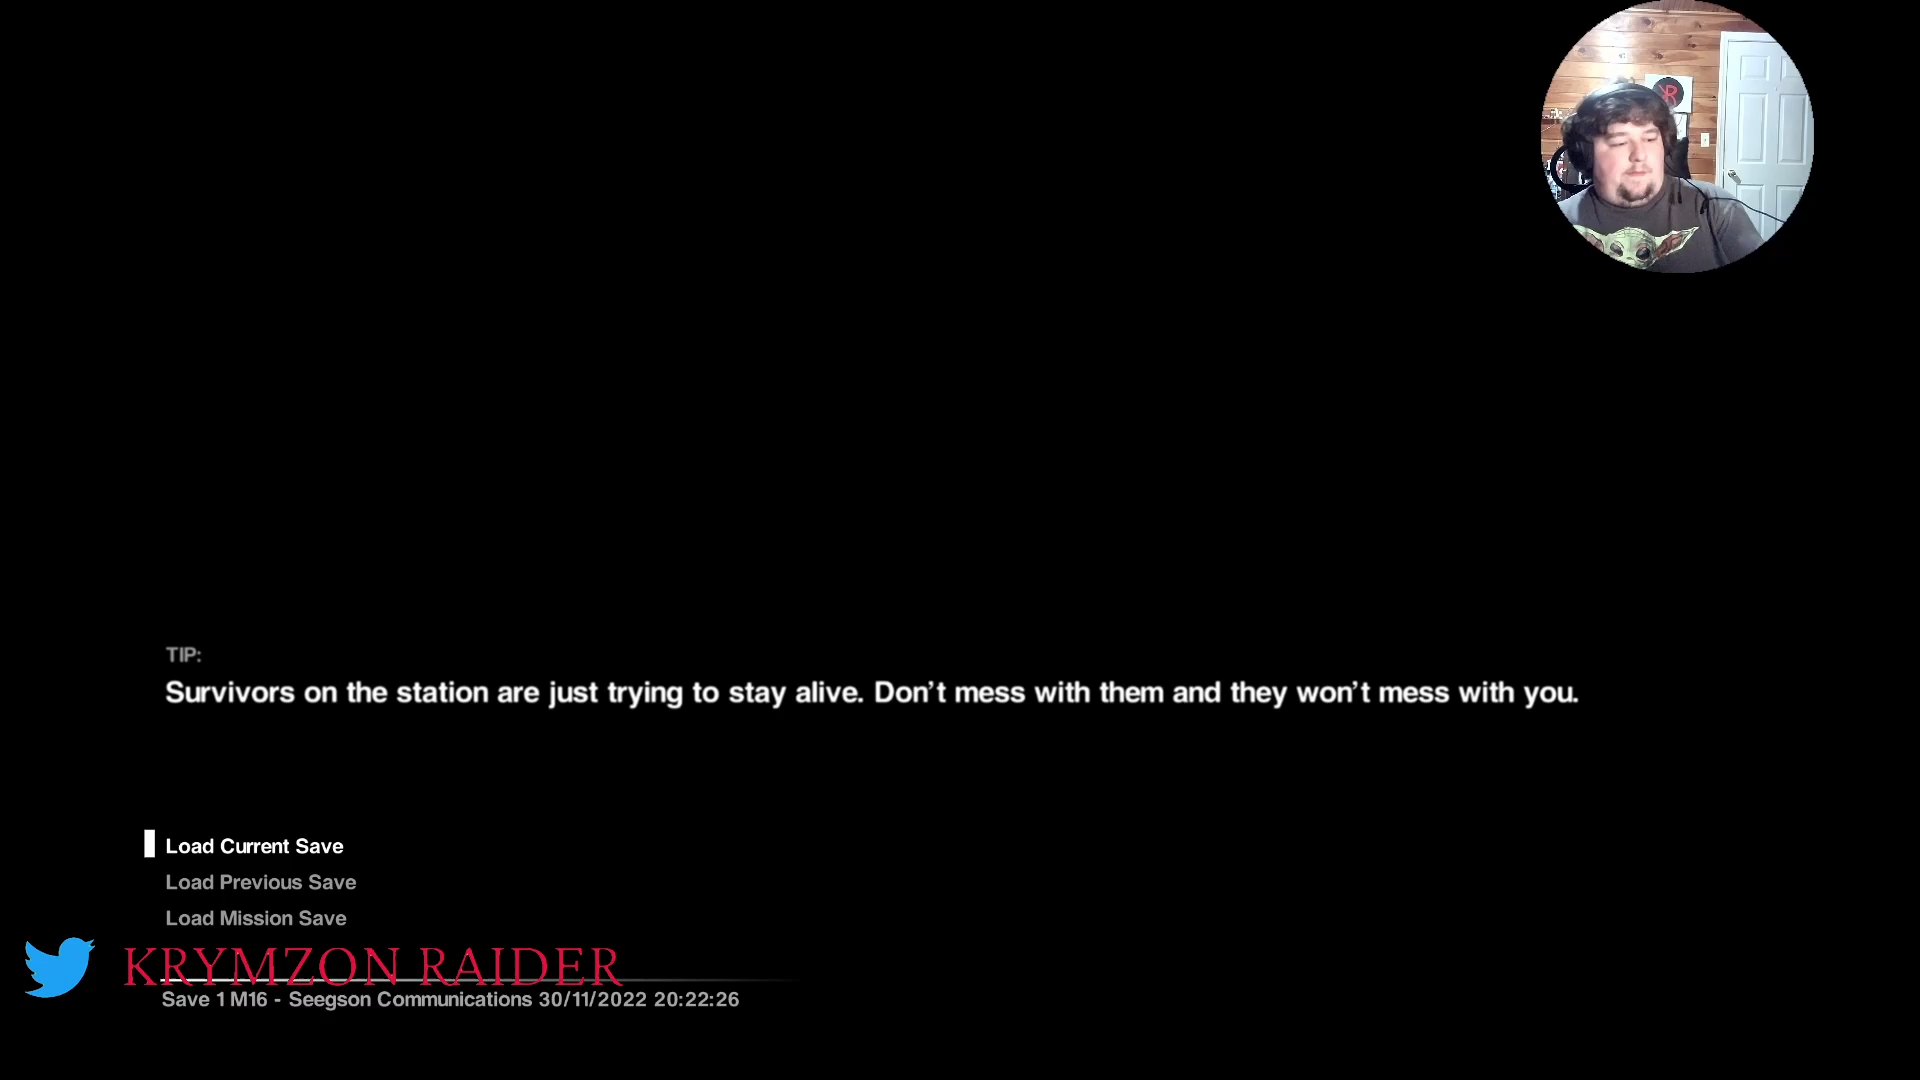 TIP:
Survivors on the station are just trying to stay alive. Don’t mess with them and they won’t mess with you.
Load Current Save
Load Previous Save
Load Mission Save
KRYMZON RAIDER
Save 1 M16 - Seegson Communications 30/11/2022 20:22:26